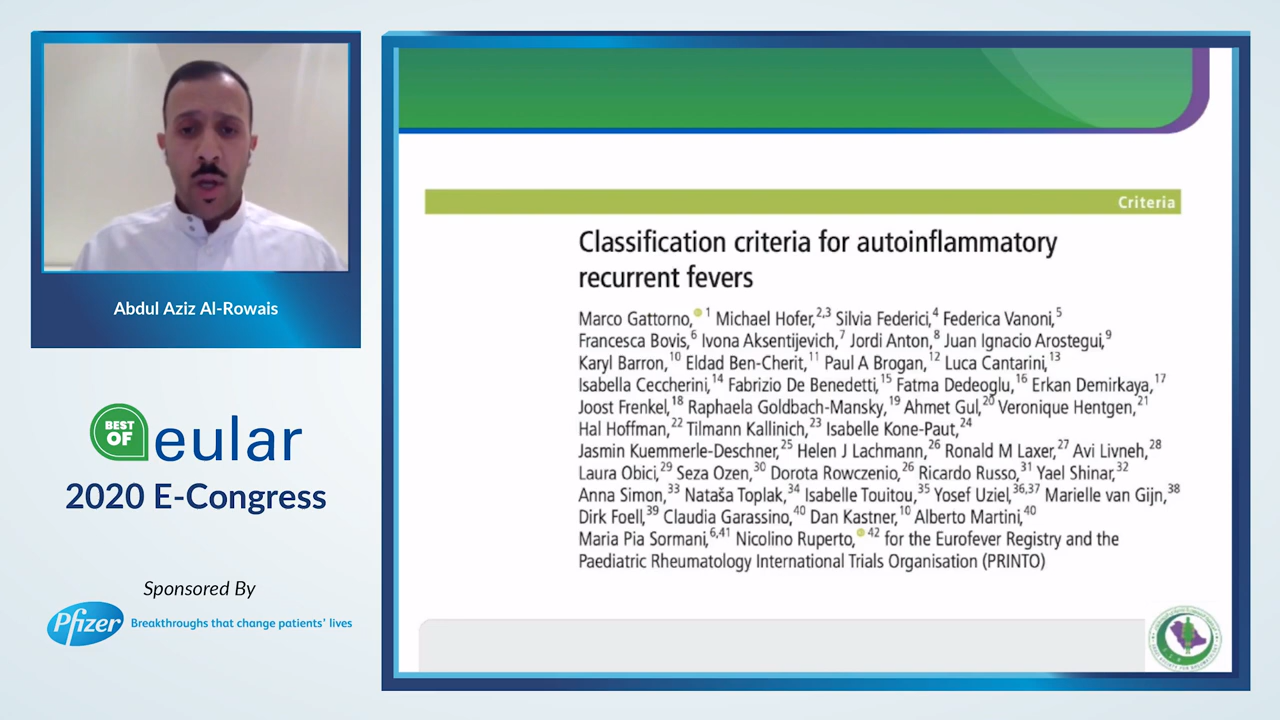 Abdul Aziz Al-Rowais
BEST
OF
eular
2020 E-Congress
Sponsored By
Pfizer Breakthroughs that change patients' lives
Criteria
Classification criteria for autoinflammatory
recurrent fevers
Marco Gattorno,1 Michael Hofer,2,3 Silvia Federici,4 Federica Vanoni,5
Francesca Bovis,6 Ivona Aksentijevich,7 Jordi Anton,8 Juan Ignacio Arostegui,9
Karyl Barron,10 Eldad Ben-Cherit,11 Paul A Brogan,12 Luca Cantarini,13
Isabella Ceccherini,14 Fabrizio De Benedetti,15 Fatma Dedeoglu,16 Erkan Demirkaya,17
Joost Frenkel,18 Raphaela Goldbach-Mansky,19 Ahmet Gul,20 Veronique Hentgen,21
Hal Hoffman,22 Tilmann Kallinich,23 Isabelle Kone-Paut,24
Jasmin Kuemmerle-Deschner,25 Helen J Lachmann,26 Ronald M Laxer,27 Avi Livneh,28
Laura Obici,29 Seza Ozen,30 Dorota Rowczenio,26 Ricardo Russo,31 Yael Shinar,32
Anna Simon,33 Nataša Toplak,34 Isabelle Touitou,35 Yosef Uziel,36,37 Marielle van Gijn,38
Dirk Foell,39 Claudia Garassino,40 Dan Kastner,10 Alberto Martini,40
Maria Pia Sormani,6,41 Nicolino Ruperto,42 for the Eurofever Registry and the
Paediatric Rheumatology International Trials Organisation (PRINTO)